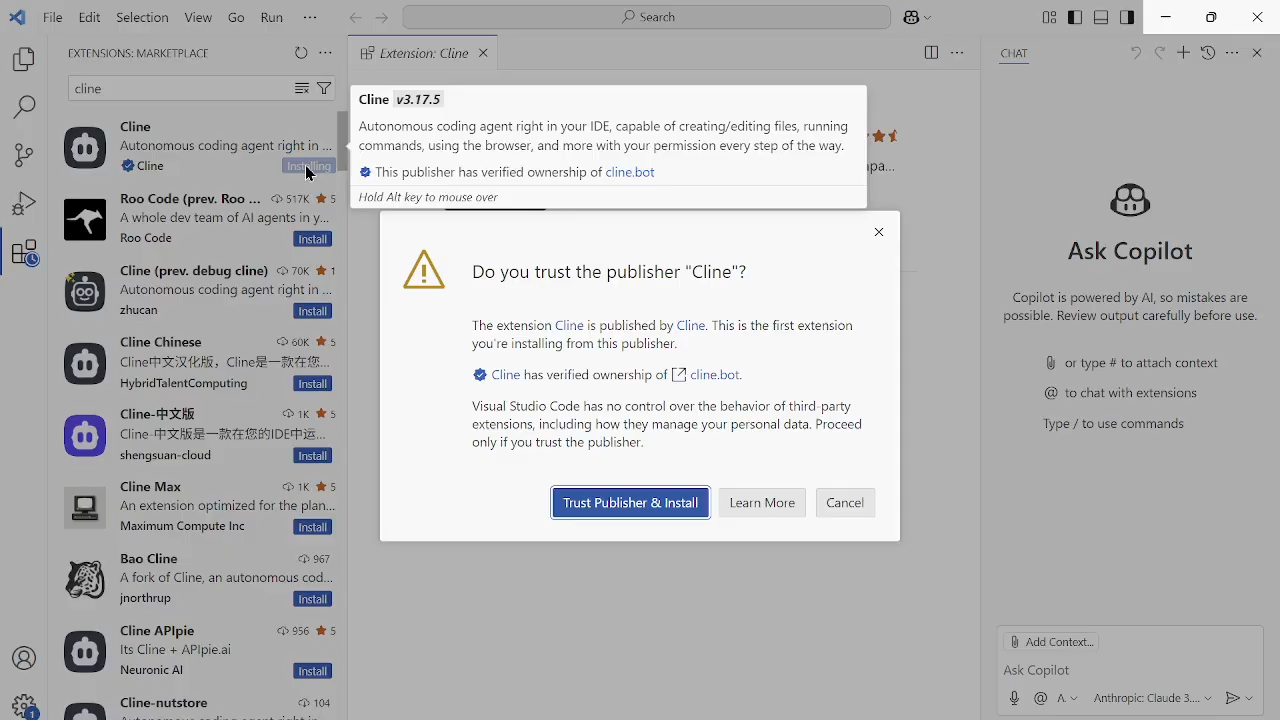 File Edit Selection View Go Run ···
Search
EXTENSIONS: MARKETPLACE
cline
Cline
Autonomous coding agent right in ...
Cline
Installing
Roo Code (prev. Roo ... 517K 5
A whole dev team of AI agents in y...
Roo Code
Install
Cline (prev. debug cline) 70K 1
Autonomous coding agent right in ...
zhucan
Install
Cline Chinese 60K 5
Cline中文汉化版，Cline是一款在您...
HybridTalentComputing
Install
Cline-中文版 1K 5
Cline-中文版是一款在您的IDE中运...
shengsuan-cloud
Install
Cline Max 1K 5
An extension optimized for the plan...
Maximum Compute Inc
Install
Bao Cline 967
A fork of Cline, an autonomous cod...
jnorthrup
Install
Cline APIpie 956 5
Its Cline + APIpie.ai
Neuronic AI
Install
Cline-nutstore 104
Autonomous coding agent right in ...
1
Extension: Cline
Cline v3.17.5
Autonomous coding agent right in your IDE, capable of creating/editing files, running
commands, using the browser, and more with your permission every step of the way.
This publisher has verified ownership of cline.bot
Hold Alt key to mouse over
apa...
Do you trust the publisher "Cline"?
The extension Cline is published by Cline. This is the first extension
you're installing from this publisher.
Cline has verified ownership of cline.bot.
Visual Studio Code has no control over the behavior of third-party
extensions, including how they manage your personal data. Proceed
only if you trust the publisher.
Trust Publisher & Install
Learn More
Cancel
CHAT
Ask Copilot
Copilot is powered by AI, so mistakes are
possible. Review output carefully before use.
or type # to attach context
@ to chat with extensions
Type / to use commands
Add Context...
Ask Copilot
@ A. Anthropic: Claude 3....